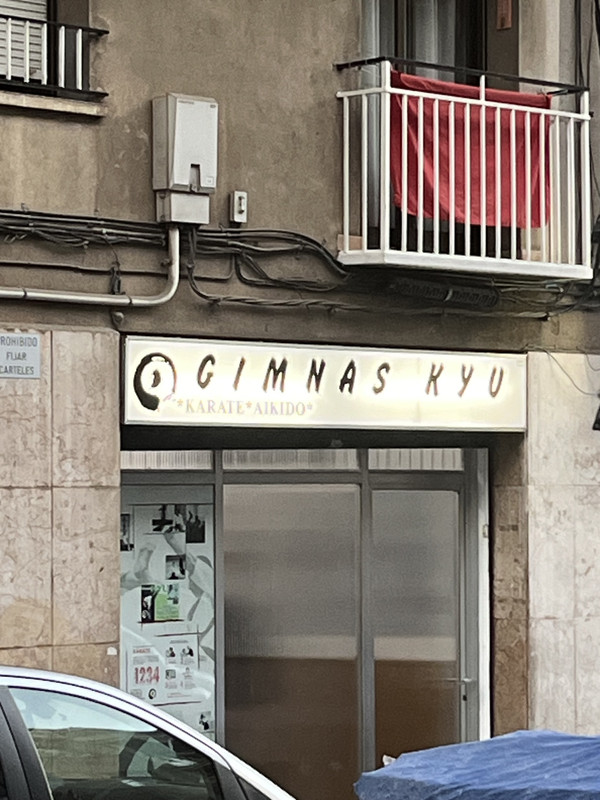 PROHIBIDO
FIJAR
CARTELES
GIMNAS KYU
*KARATE*AIKIDO*
1234